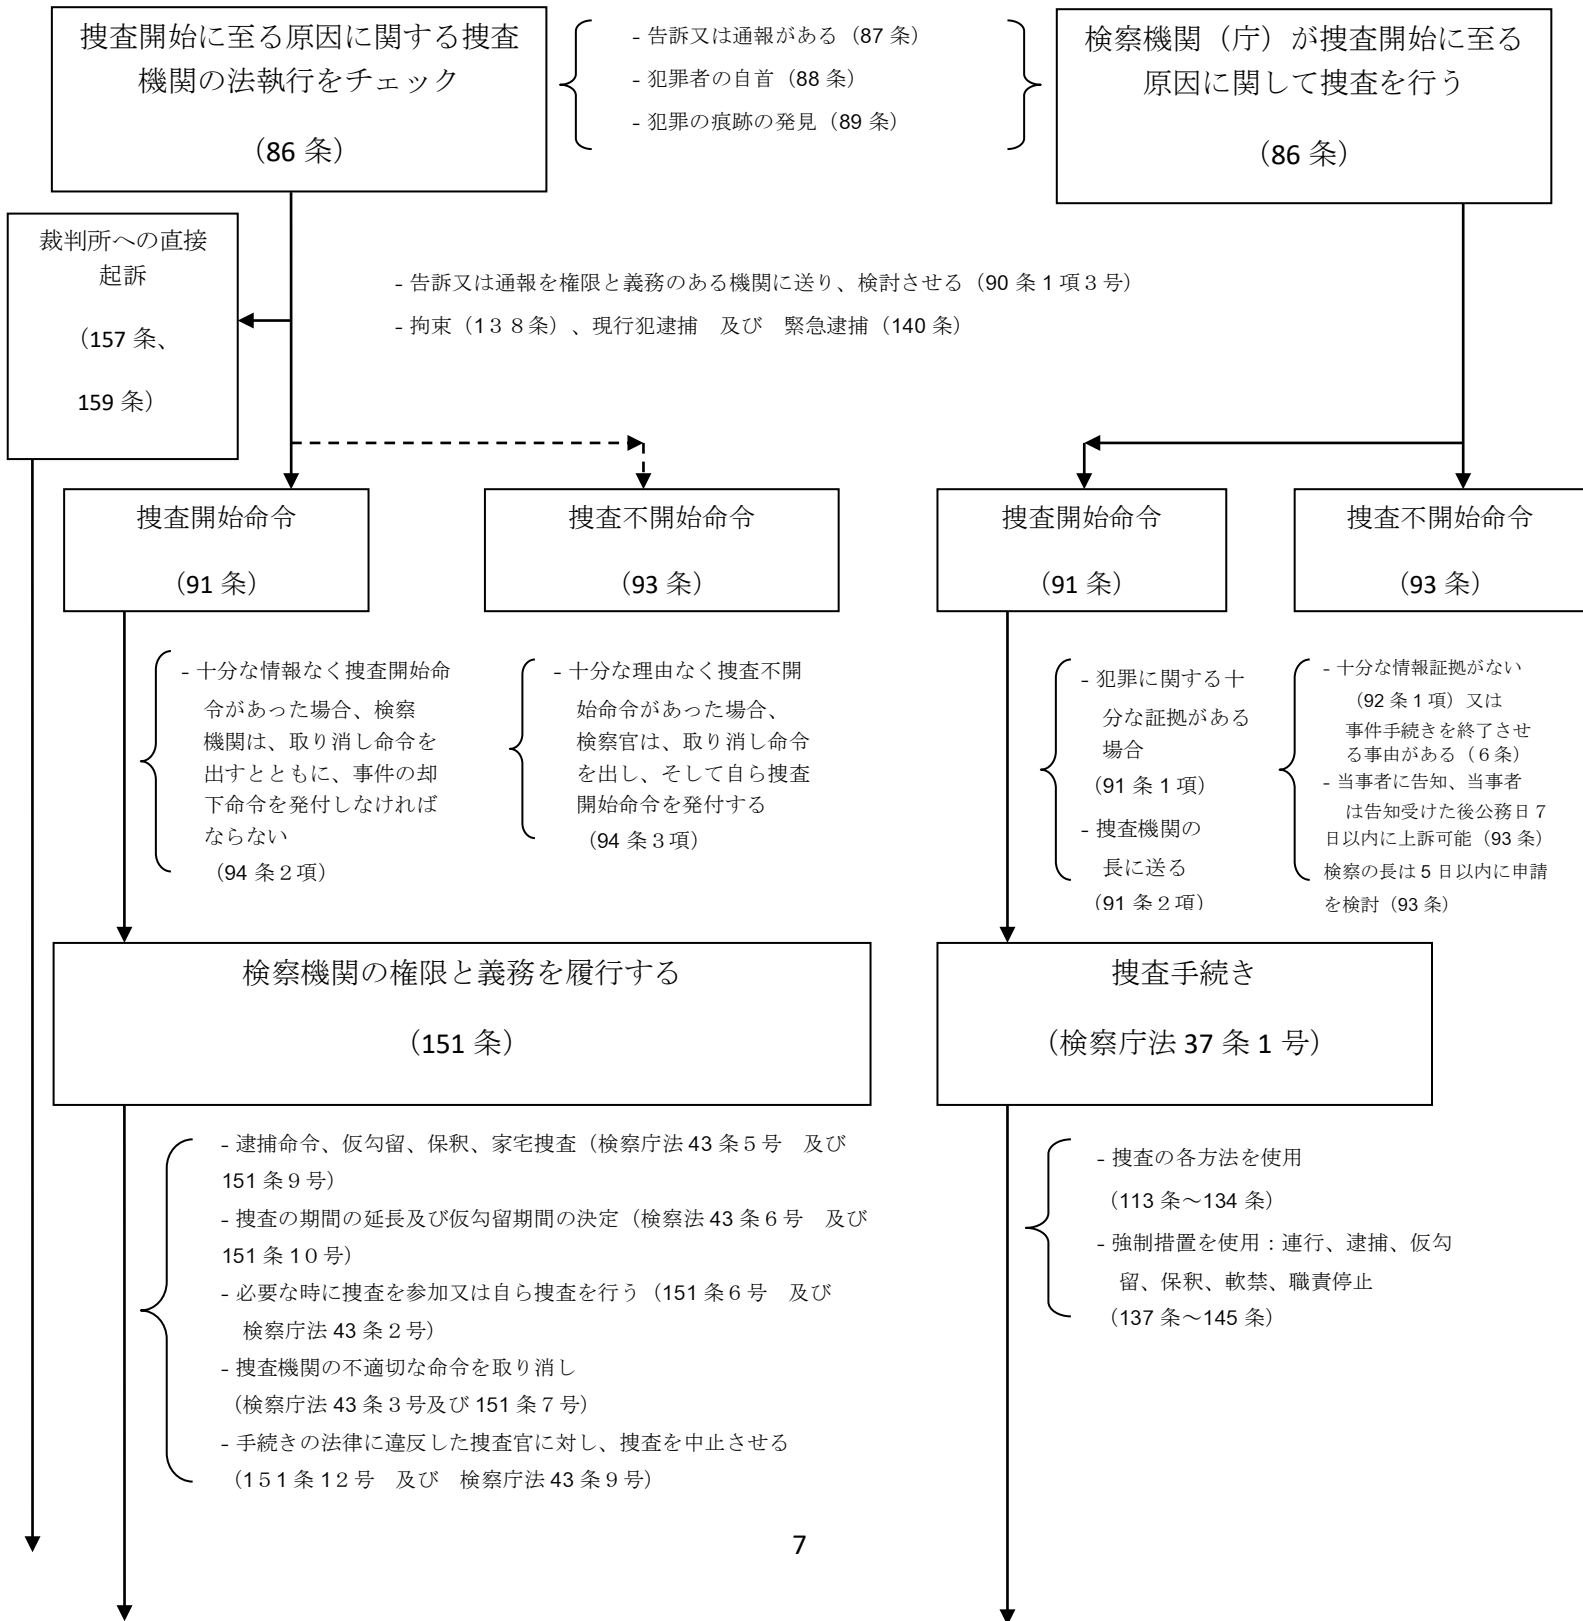 捜査開始に至る原因に関する捜査
機関の法執行をチェック
(86 条)
- 告訴又は通報がある(87 条)
- 犯罪者の自首(88 条)
- 犯罪の痕跡の発見(89 条)
検察機関(庁)が捜査開始に至る
原因に関して捜査を行う
(86 条)
裁判所への直接
起訴
(157 条、
159 条)
- 告訴又は通報を権限と義務のある機関に送り、検討させる(90 条 1 項3 号)
- 拘束(1３８条)、現行犯逮捕　及び　緊急逮捕(140 条)
捜査開始命令
(91 条)
捜査不開始命令
(93 条)
捜査開始命令
(91 条)
捜査不開始命令
(93 条)
- 十分な情報なく捜査開始命
令があった場合、検察
機関は、取り消し命令を
出すとともに、事件の却
下命令を発付しなければ
ならない
(94 条２項)
- 十分な理由なく捜査不開
始命令があった場合、
検察官は、取り消し命令
を出し、そして自ら捜査
開始命令を発付する
(94 条３項)
- 犯罪に関する十
分な証拠がある
場合
(91 条 1 項)
- 捜査機関の
長に送る
(91 条２項)
- 十分な情報証拠がない
(92 条 1 項)又は
事件手続きを終了させ
る事由がある(６条)
- 当事者に告知、当事者
は告知受けた後公務日７
日以内に上訴可能(93 条)
検察の長は 5 日以内に申請
を検討(93 条)
検察機関の権限と義務を履行する
(151 条)
捜査手続き
(検察庁法 37 条 1 号)
- 逮捕命令、仮勾留、保釈、家宅捜査(検察庁法 43 条５号　及び
151 条９号)
- 捜査の期間の延長及び仮勾留期間の決定(検察法 43 条６号　及び
151 条 1０号)
- 必要な時に捜査を参加又は自ら捜査を行う(151 条６号　及び
検察庁法 43 条２号)
- 捜査機関の不適切な命令を取り消し
(検察庁法 43 条３号及び 151 条７号)
- 手続きの法律に違反した捜査官に対し、捜査を中止させる
(1５1 条 1２号　及び　検察庁法 43 条９号)
- 捜査の各方法を使用
(113 条～134 条)
- 強制措置を使用：連行、逮捕、仮勾
留、保釈、軟禁、職責停止
(137 条～145 条)
7